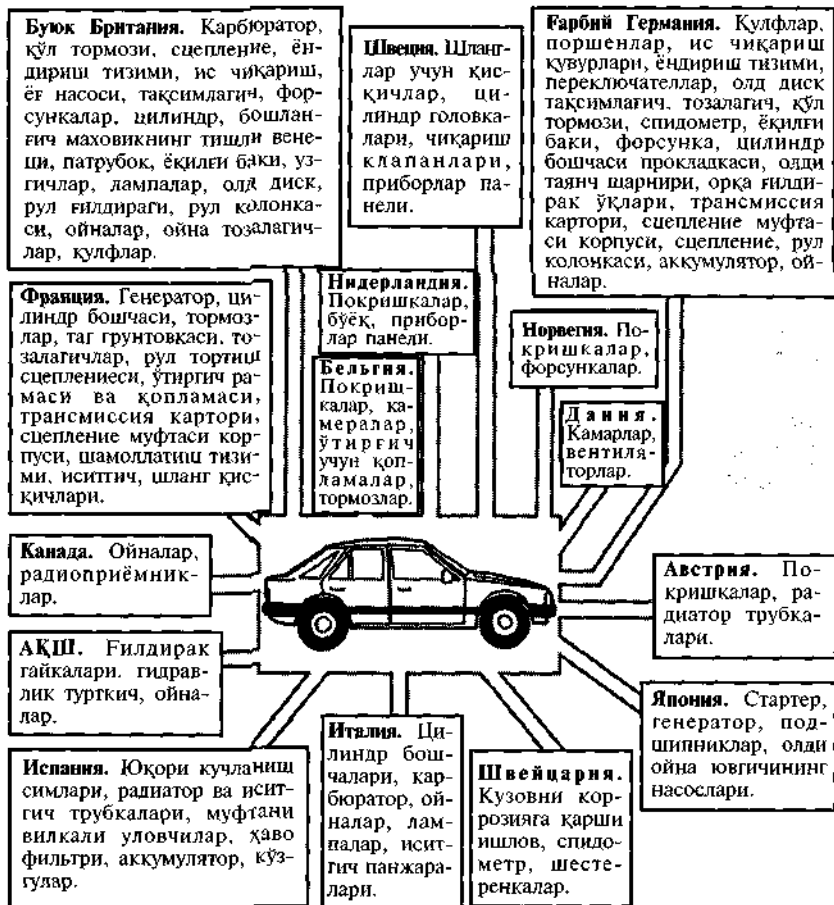 Буюк Британия. Карбюратор,
қўл тормози, сцепление, ён-
дириш тизими, ис чиқариш,
ёғ насоси, тақсимлагич, фор-
сункалар, цилиндр, бошлан-
ғич маховикнинг тишли вене-
ци, патрубок, ёқилғи баки, уз-
гичлар, лампалар, олд диск,
рул ғилдираги, рул колонка-
си, ойналар, ойна тозалагич-
лар, қулфлар.
Швеция. Шланг-
лар учун қис-
қичлар, ци-
линдр головка-
лари, чиқариш
клапанлари,
приборлар па-
нели.
Ғарбий Германия. Қулфлар,
поршенлар, ис чиқариш
қувурлари, ёндириш тизими,
переключателлар, олд диск
тақсимлагич, тозалагич, қўл
тормози, спидометр, ёқилғи
баки, форсунка, цилиндр
бошчаси прокладкаси, олди
таянч шарнири, орқа ғилди-
рак ўқлари, трансмиссия
картори, сцепление муфта-
си корпуси, сцепление, рул
колонкаси, аккумулятор, ой-
налар.
Франция. Генератор, ци-
линдр бошчаси, тормоз-
лар, таг грунтовкаси, то-
залагичлар, рул тортиш
сцеплениеси, ўтиргич ра-
маси ва қопламаси,
трансмиссия картори,
сцепление муфтаси кор-
пуси, шамоллатиш тизи-
ми, иситгич, шланг қис-
қичлари.
Нидерландия.
Покришкалар,
бўёқ, прибор-
лар панели.
Бельгия.
Покриш-
калар, ка-
мералар,
ўтиргич
учун қоп-
ламалар,
тормозлар.
Норвегия. По-
кришкалар,
форсункалар.
Дания.
Камарлар,
вентиля-
торлар.
Канада. Ойналар,
радиоприёмник-
лар.
Австрия. По-
кришкалар, ра-
диатор трубка-
лари.
АҚШ. Ғилдирак
гайкалари, гидрав-
лик турткич, ойна-
лар.
Япония. Стартер,
генератор, под-
шипниклар, олди
ойна ювгичининг
насослари.
Испания. Юқори кучланиш
симлари, радиатор ва исит-
гич трубкалари, муфтани
вилкали уловчилар, ҳаво
фильтри, аккумулятор, кўз-
гулар.
Италия. Ци-
линдр бош-
чалари, кар-
бюратор, ой-
налар, лам-
палар, исит-
гич панжара-
лари.
Швейцария.
Кузовни кор-
розияга қарши
ишлов, спидо-
метр, шесте-
ренкалар.